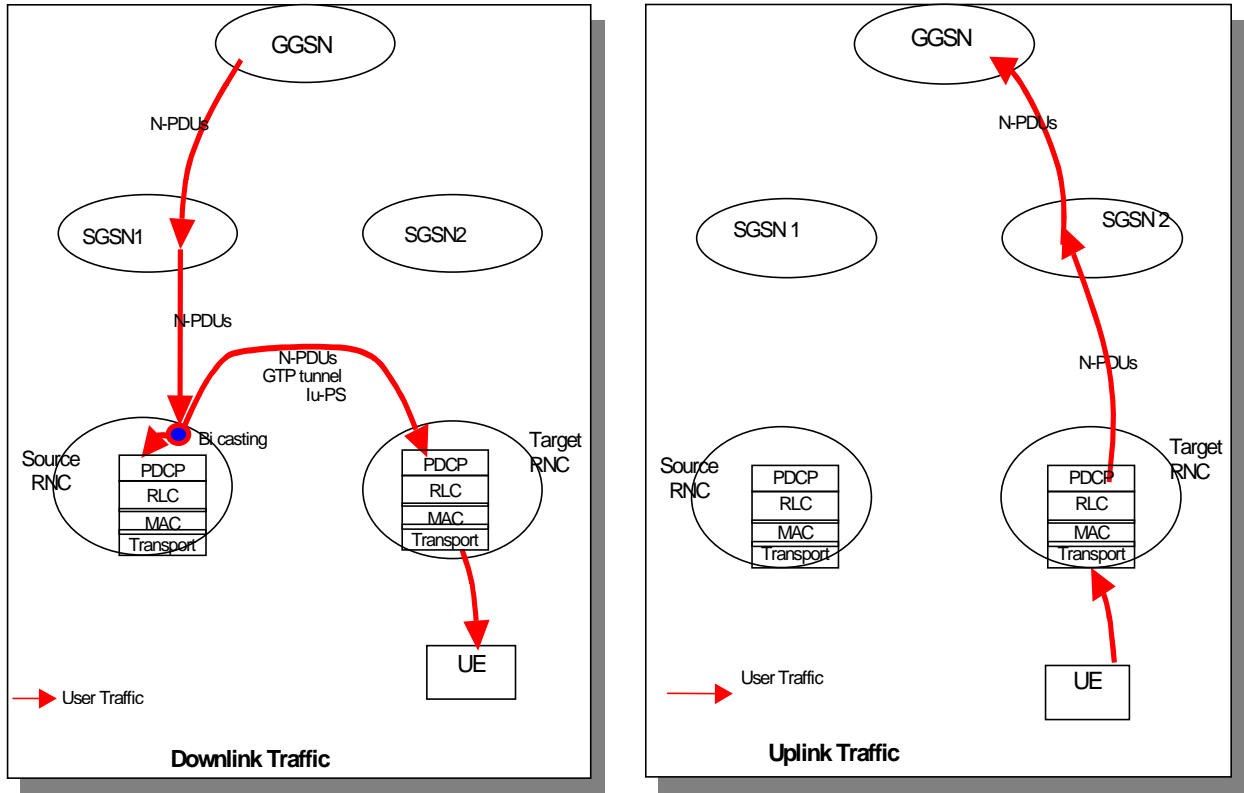 GGSN
N-PDUs
SGSN1
SGSN2
N-PDUs
N-PDUs
GTP tunnel
Iu-PS
Bi casting
Source
RNC
Target
RNC
PDCP
RLC
MAC
Transport
PDCP
RLC
MAC
Transport
UE
User Traffic
Downlink Traffic
GGSN
N-PDUs
SGSN 1
SGSN 2
N-PDUs
Source
RNC
Target
RNC
PDCP
RLC
MAC
Transport
PDCP
RLC
MAC
Transport
User Traffic
UE
Uplink Traffic